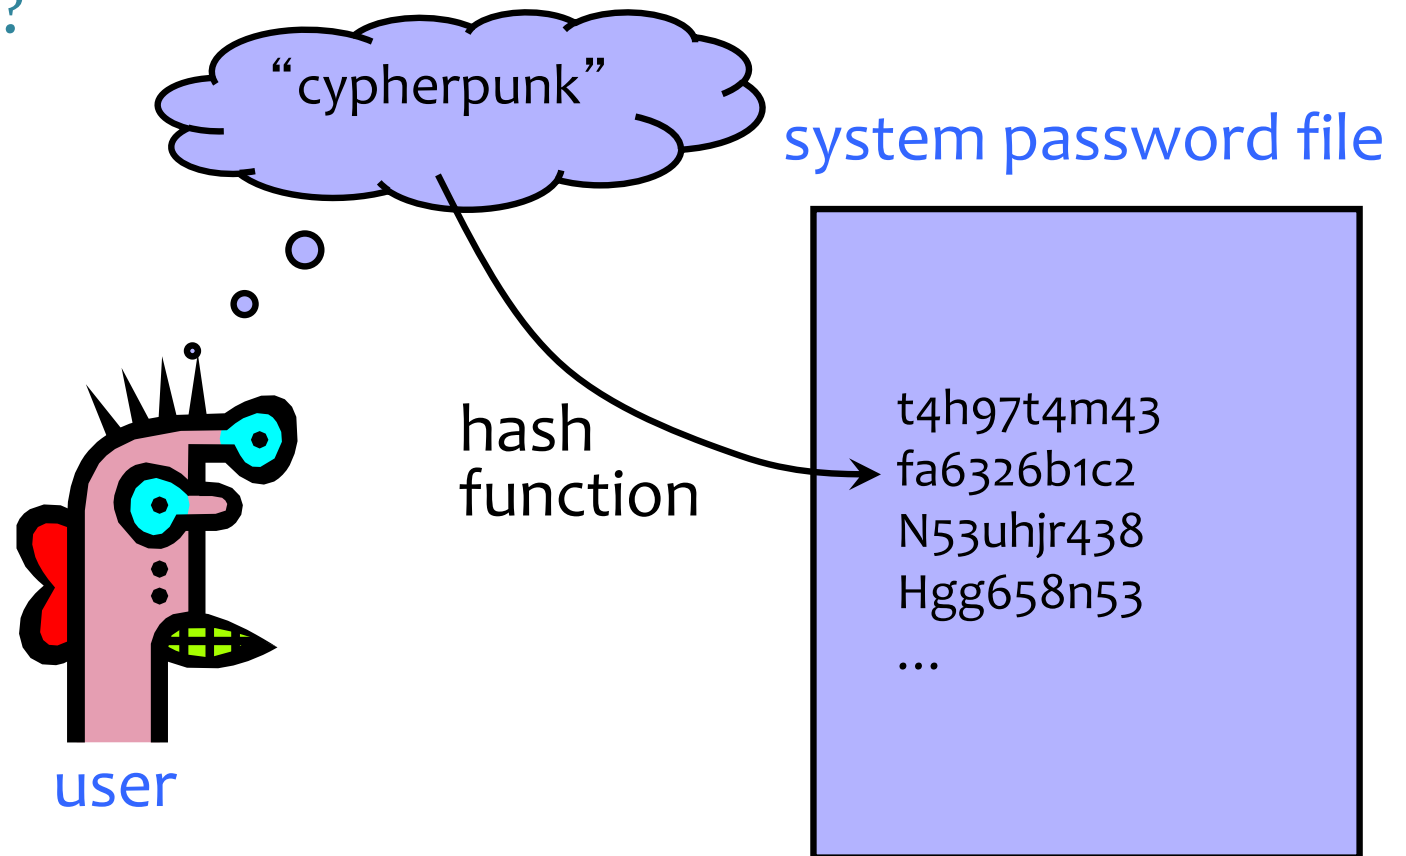 ?
“cypherpunk”
system password file
hash
function
t4h97t4m43
fa6326b1c2
N53uhjr438
Hgg658n53
…
user